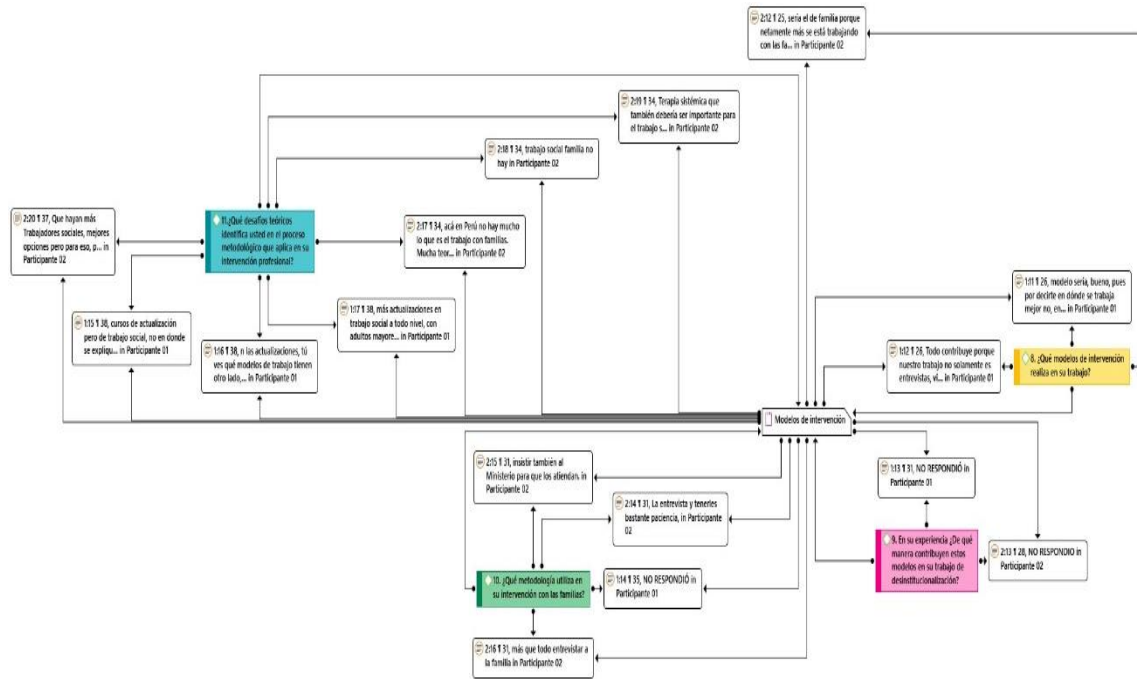 2:12 ¶ 25, seria el de familia porque
netamente más se está trabajando
con las fa... in Participante 02
2:19 ¶ 34, Terapia sistémica que
también debería ser importante para
el trabajo s... in Participante 02
2:18 ¶ 34, trabajo social familia no
hay in Participante 02
2:20 ¶ 37, Que hayan más
Trabajadores sociales, mejores
opciones pero para eso, p... in
Participante 02
11.¿Qué desafíos teóricos
identifica usted en el proceso
metodológico que aplica en su
intervención profesional?
2:17 ¶ 34, acá en Perú no hay mucho
lo que es el trabajo con familias.
Mucha teor... in Participante 02
1:15 ¶ 38, cursos de actualización
pero de trabajo social, no en donde
se expliqu... in Participante 01
1:16 ¶ 38, n las actualizaciones, tú
ves qué modelos de trabajo tienen
otro lado,... in Participante 01
1:17 ¶ 38, más actualizaciones en
trabajo social a todo nivel, con
adultos mayore... in Participante 01
1:11 ¶ 26, modelo sería, bueno, pues
por decirte en dónde se trabaja
mejor no, en... in Participante 01
1:12 ¶ 26, Todo contribuye porque
nuestro trabajo no solamente es
entrevistas, vi... in Participante 01
8. ¿Qué modelos de intervención
realiza en su trabajo?
Modelos de intervención
2:15 ¶ 31, insistir también al
Ministerio para que los atiendan. in
Participante 02
2:14 ¶ 31, La entrevista y tenerles
bastante paciencia, in Participante
02
1:13 ¶ 31, NO RESPONDIÓ in
Participante 01
9. En su experiencia ¿De qué
manera contribuyen estos
modelos en su trabajo de
desinstitucionalización?
2:13 ¶ 28, NO RESPONDIO in
Participante 02
10. ¿Qué metodología utiliza en
su intervención con las familias?
1:14 ¶ 35, NO RESPONDIÓ in
Participante 01
2:16 ¶ 31, más que todo entrevistar a
la familia in Participante 02